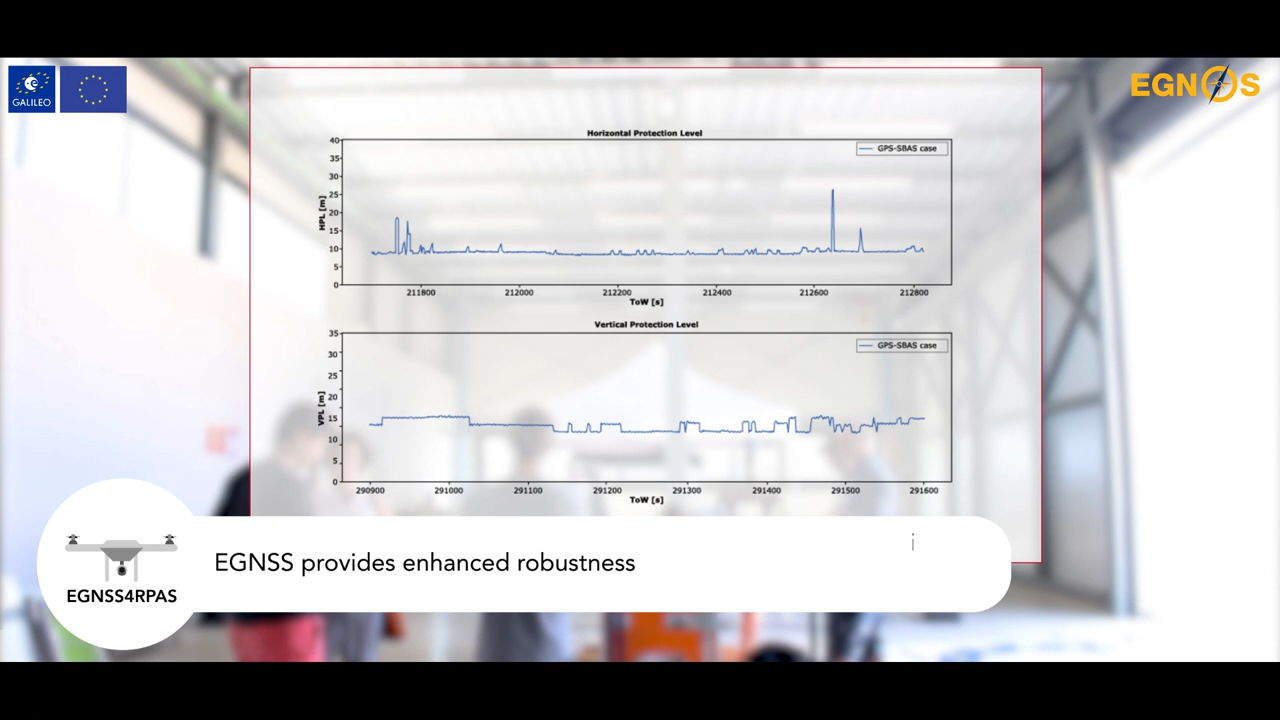 GALILEO
EGNOS
Horizontal Protection Level
GPS-SBAS case
HPL [m]
40
35
30
25
20
15
10
5
0
211800 212000 212200 212400 212600 212800
ToW [s]
Vertical Protection Level
GPS-SBAS case
VPL [m]
35
30
25
20
15
10
5
0
290900 291000 291100 291200 291300 291400 291500 291600
ToW [s]
EGNSS provides enhanced robustness
i
EGNSS4RPAS